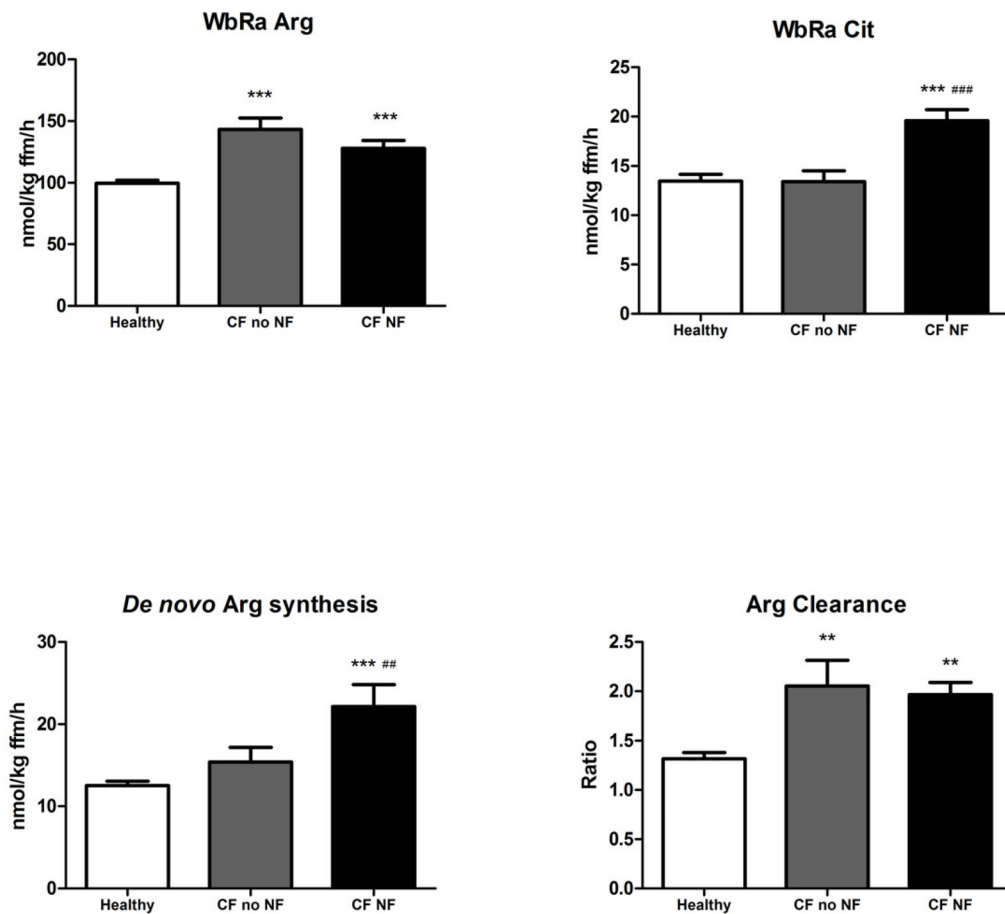 WbRa Arg
200
150
100
50
0
nmol/kg ffm/h
***
***
Healthy
CF no NF
CF NF
WbRa Cit
25
20
15
10
5
0
nmol/kg ffm/h
*** ###
Healthy
CF no NF
CF NF
De novo Arg synthesis
30
20
10
0
nmol/kg ffm/h
*** ##
Healthy
CF no NF
CF NF
Arg Clearance
2.5
2.0
1.5
1.0
0.5
0.0
Ratio
**
**
Healthy
CF no NF
CF NF